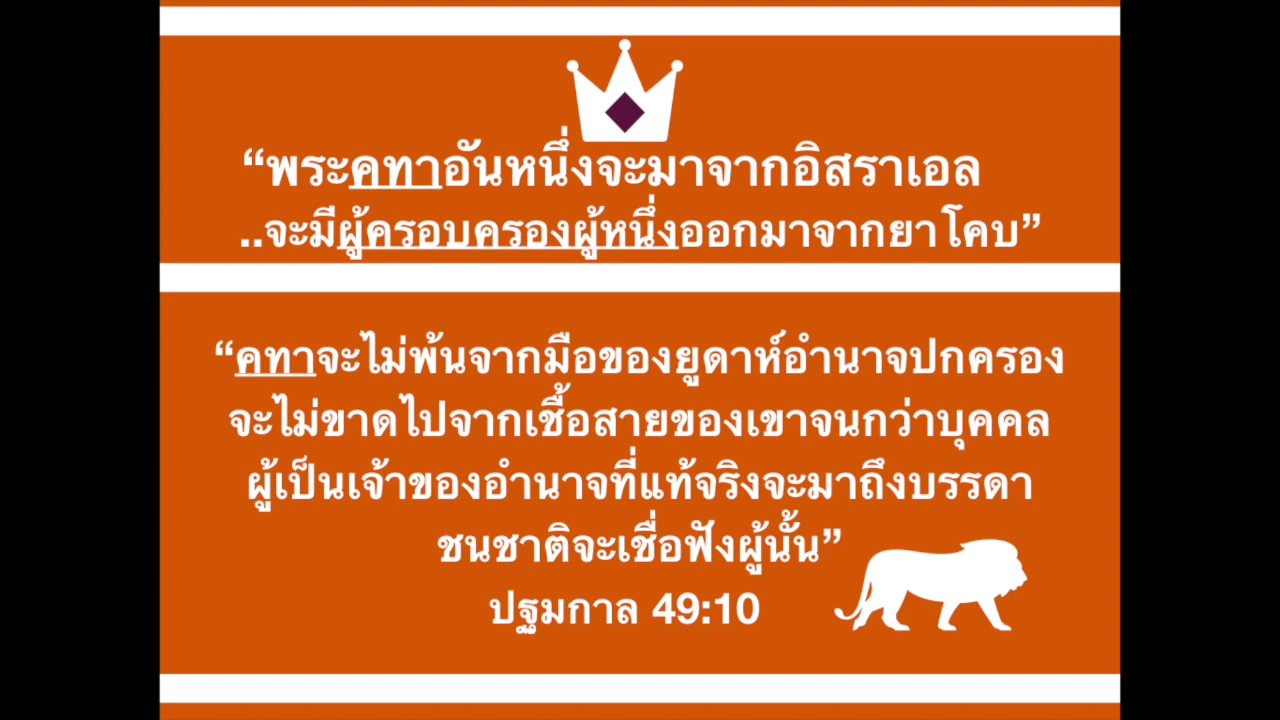 “พระคทาอันหนึ่งจะมาจากอิสราเอล
..จะมีผู้ครอบครองผู้หนึ่งออกมาจากยาโคบ”
“คทาจะไม่พ้นจากมือของยูดาห์อำนาจปกครอง
จะไม่ขาดไปจากเชื้อสายของเขาจนกว่าบุคคล
ผู้เป็นเจ้าของอำนาจที่แท้จริงจะมาถึงบรรดา
ชนชาติจะเชื่อฟังผู้นั้น”
ปฐมกาล 49:10